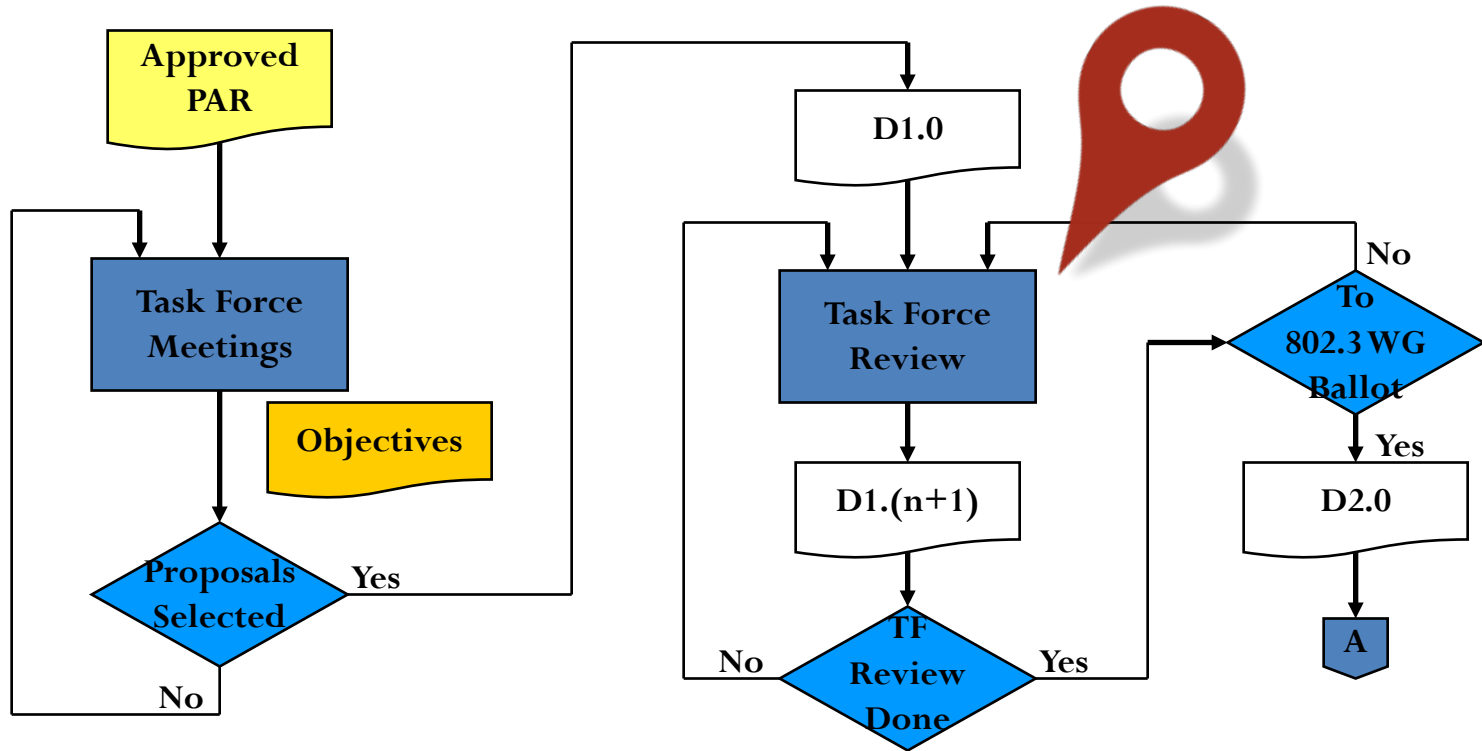 Approved
PAR
Task Force
Meetings
Objectives
Proposals
Selected
Yes
No
D1.0
Task Force
Review
D1.(n+1)
TF
Review
Done
No
Yes
To
802.3 WG
Ballot
No
Yes
D2.0
A